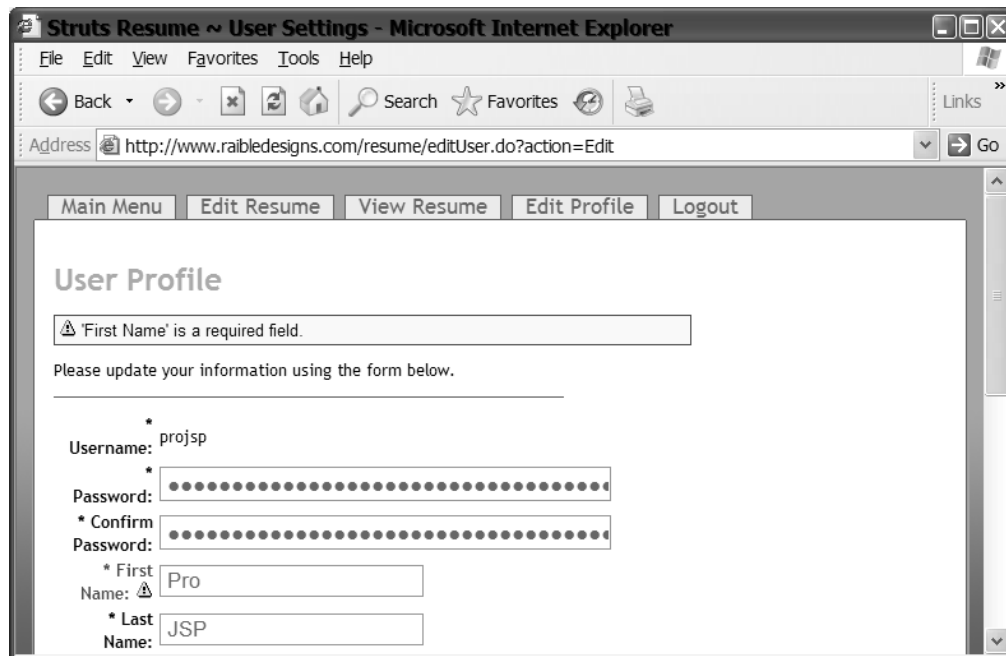 Struts Resume ~ User Settings - Microsoft Internet Explorer
File Edit View Favorites Tools Help
Back Search Favorites Links »
Address http://www.raibledesigns.com/resume/editUser.do?action=Edit Go
Main Menu Edit Resume View Resume Edit Profile Logout
User Profile
'First Name' is a required field.
Please update your information using the form below.
*
Username: projsp
*
Password:
* Confirm
Password:
* First
Name: Pro
* Last
Name: JSP